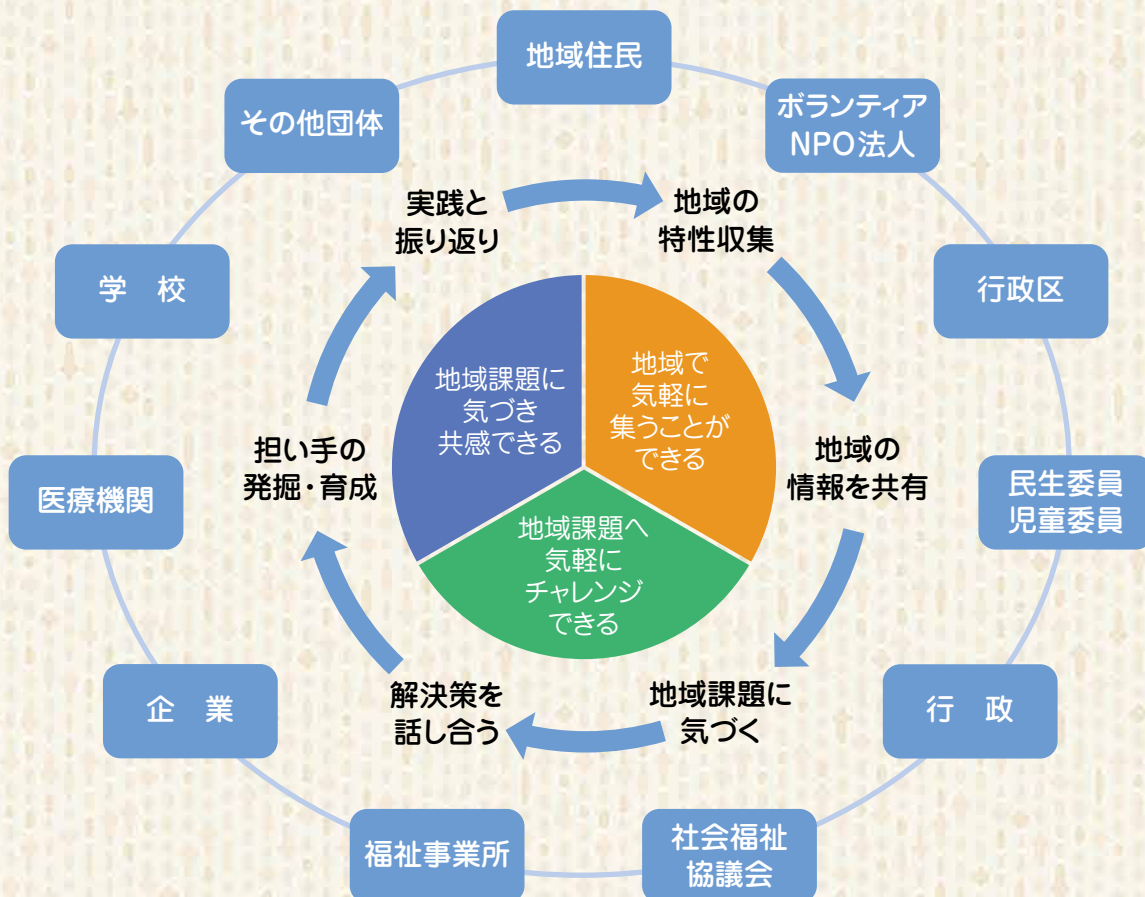 地域住民
ボランティア
NPO法人
行政区
民生委員
児童委員
行　政
社会福祉
協議会
福祉事業所
企　業
医療機関
学　校
その他団体
実践と
振り返り
地域の
特性収集
地域の
情報を共有
地域課題に
気づく
解決策を
話し合う
担い手の
発掘・育成
地域課題に
気づき
共感できる
地域で
気軽に
集うことが
できる
地域課題へ
気軽に
チャレンジ
できる